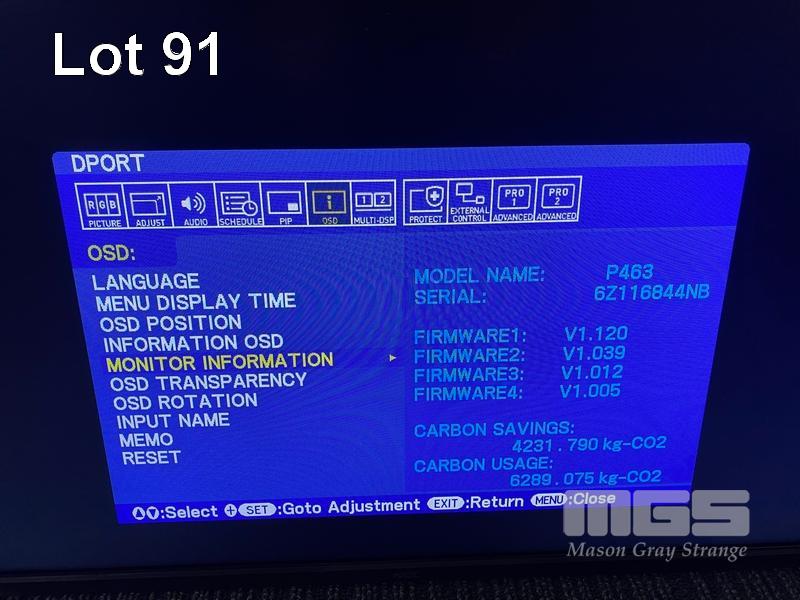 Lot 91
DPORT
RGB
PICTURE
ADJUST
AUDIO
SCHEDULE
PIP
i
OSD
1 2
MULTI-DSP
PROTECT
EXTERNAL
CONTROL
PRO
1
ADVANCED
PRO
2
ADVANCED
OSD:
LANGUAGE
MENU DISPLAY TIME
OSD POSITION
INFORMATION OSD
MONITOR INFORMATION
OSD TRANSPARENCY
OSD ROTATION
INPUT NAME
MEMO
RESET
MODEL NAME: P463
SERIAL: 6Z116844NB
FIRMWARE1: V1.120
FIRMWARE2: V1.039
FIRMWARE3: V1.012
FIRMWARE4: V1.005
CARBON SAVINGS:
4231.790 kg-CO2
CARBON USAGE:
6289.075 kg-CO2
:Select + SET :Goto Adjustment EXIT :Return MENU :Close
MGS
Mason Gray Strange